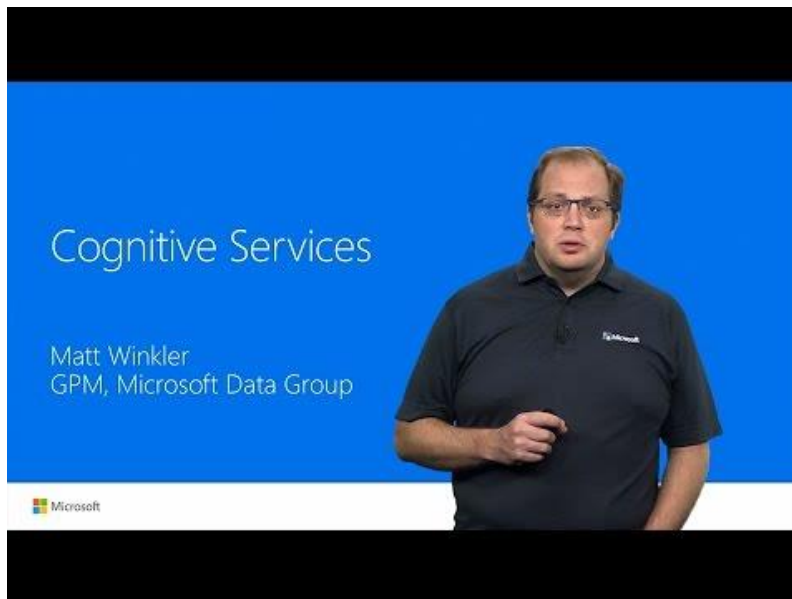 Cognitive Services
Matt Winkler
GPM, Microsoft Data Group
Microsoft
Microsoft